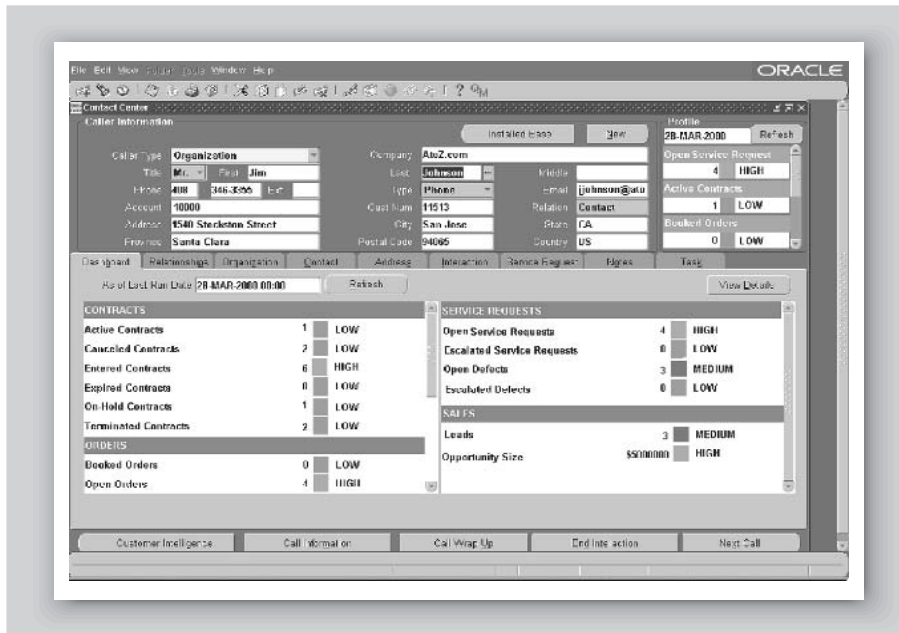 File Edit View Folder Tools Window Help
ORACLE
Contact Center
Caller Information
Profile
Installed Base New 28-MAR-2000 Refresh
Caller Type Organization Company AtoZ.com Open Service Request
Title Mr. First Jim Last Johnson Middle 4 HIGH
Phone 408 Ext Type Phone Email jjohnson@ato Active Contracts
Account 10000 Cust Num 11513 Relation Contact 1 LOW
Address 1540 Stockston Street City San Jose State CA Booked Orders
Province Santa Clara Postal Code 94065 Country US 0 LOW
Dashboard Relationships Organization Contact Address Interaction Service Request Notes Task
As of Last Run Date 28-MAR-2000 00:00 Refresh View Details
CONTRACTS
Active Contracts 1 LOW
Canceled Contracts 2 LOW
Entered Contracts 6 HIGH
Expired Contracts 0 LOW
On-Hold Contracts 1 LOW
Terminated Contracts 2 LOW
ORDERS
Booked Orders 0 LOW
Open Orders 4 HIGH
SERVICE REQUESTS
Open Service Requests 4 HIGH
Escalated Service Requests 0 LOW
Open Defects 3 MEDIUM
Escalated Defects 0 LOW
SALES
Leads 3 MEDIUM
Opportunity Size $5000000 HIGH
Customer Intelligence Call Information Call Wrap Up End Interaction Next Call